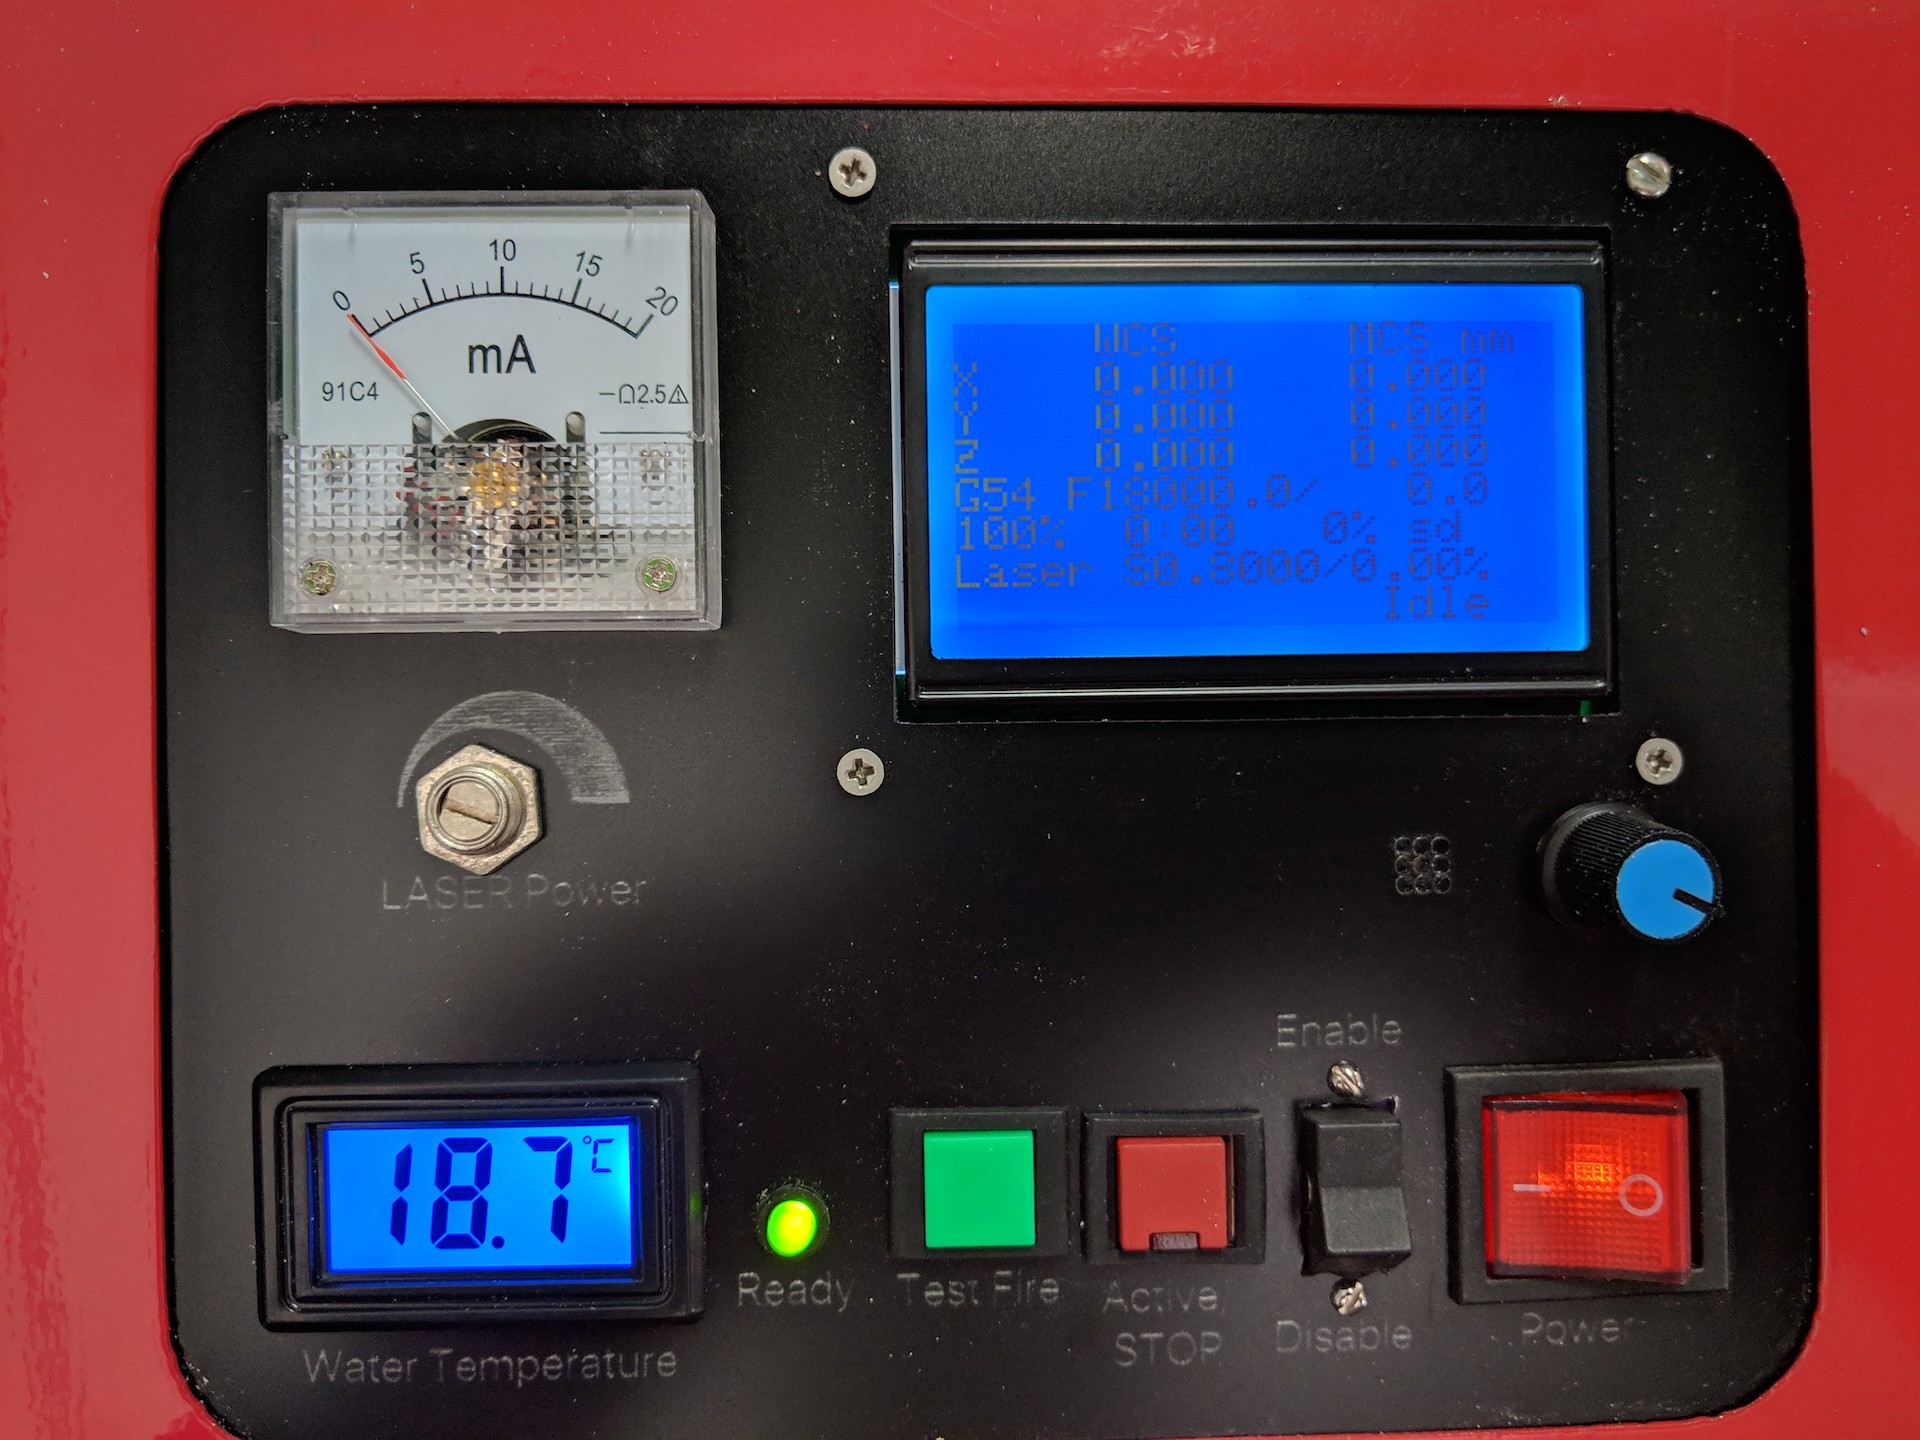 0 5 10 15 20
mA
91C4
2.5
WCS MCS mm
X 0.000 0.000
Y 0.000 0.000
Z 0.000 0.000
G54 F18000.0/ 0.0
100% 0:00 0% sd
Laser S0.8000/0.00%
Idle
LASER Power
18.7 °C
Water Temperature
Ready
Test Fire
Active
STOP
Enable
Disable
Power